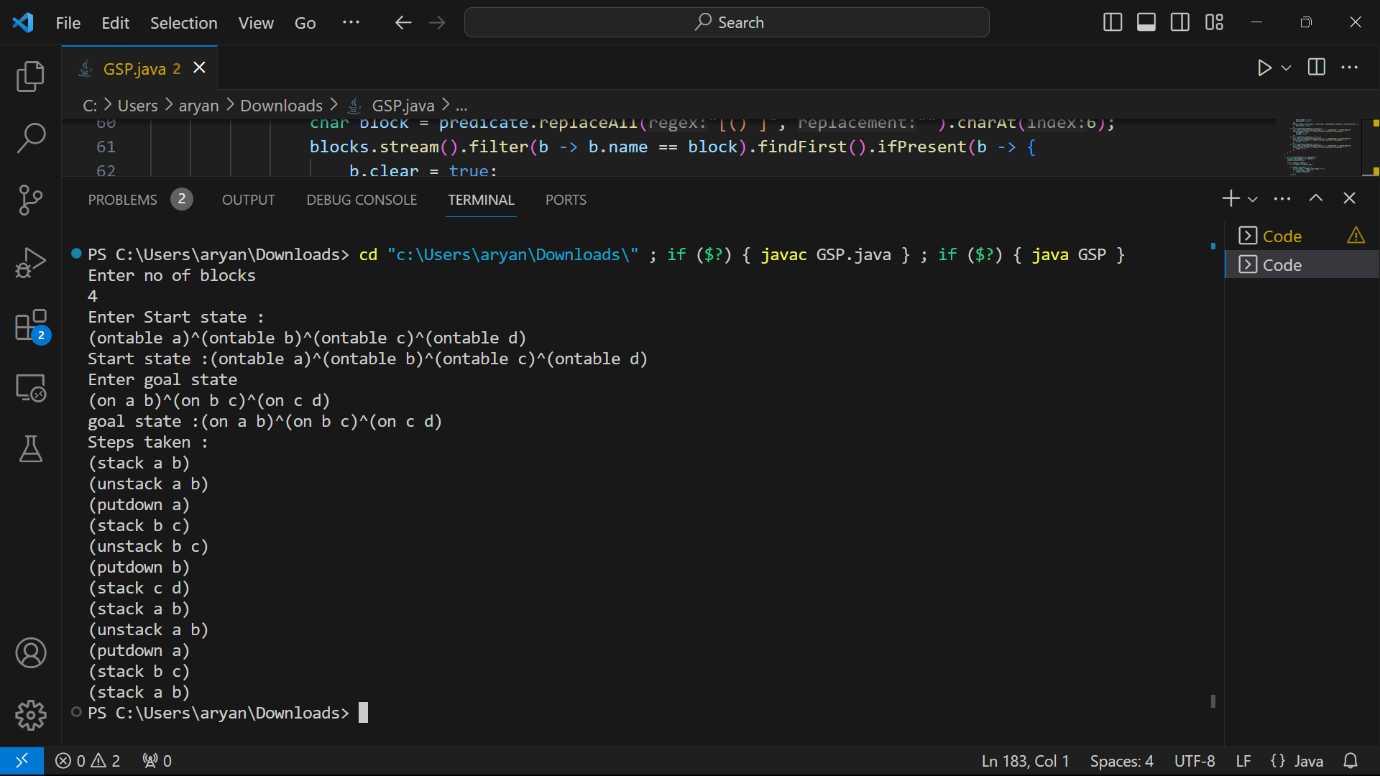 File Edit Selection View Go ··· Search
GSP.java 2
C: > Users > aryan > Downloads > GSP.java > ...
60 char block = predicate.replaceAll(regex:"[() ]", replacement:"").charAt(index:6);
61 blocks.stream().filter(b -> b.name == block).findFirst().ifPresent(b -> {
62 b.clear = true;
PROBLEMS 2 OUTPUT DEBUG CONSOLE TERMINAL PORTS
Code
Code
PS C:\Users\aryan\Downloads> cd "c:\Users\aryan\Downloads\" ; if ($?) { javac GSP.java } ; if ($?) { java GSP }
Enter no of blocks
4
Enter Start state :
(ontable a)^(ontable b)^(ontable c)^(ontable d)
Start state :(ontable a)^(ontable b)^(ontable c)^(ontable d)
Enter goal state
(on a b)^(on b c)^(on c d)
goal state :(on a b)^(on b c)^(on c d)
Steps taken :
(stack a b)
(unstack a b)
(putdown a)
(stack b c)
(unstack b c)
(putdown b)
(stack c d)
(stack a b)
(unstack a b)
(putdown a)
(stack b c)
(stack a b)
PS C:\Users\aryan\Downloads>
2
0 2 0 Ln 183, Col 1 Spaces: 4 UTF-8 LF {} Java